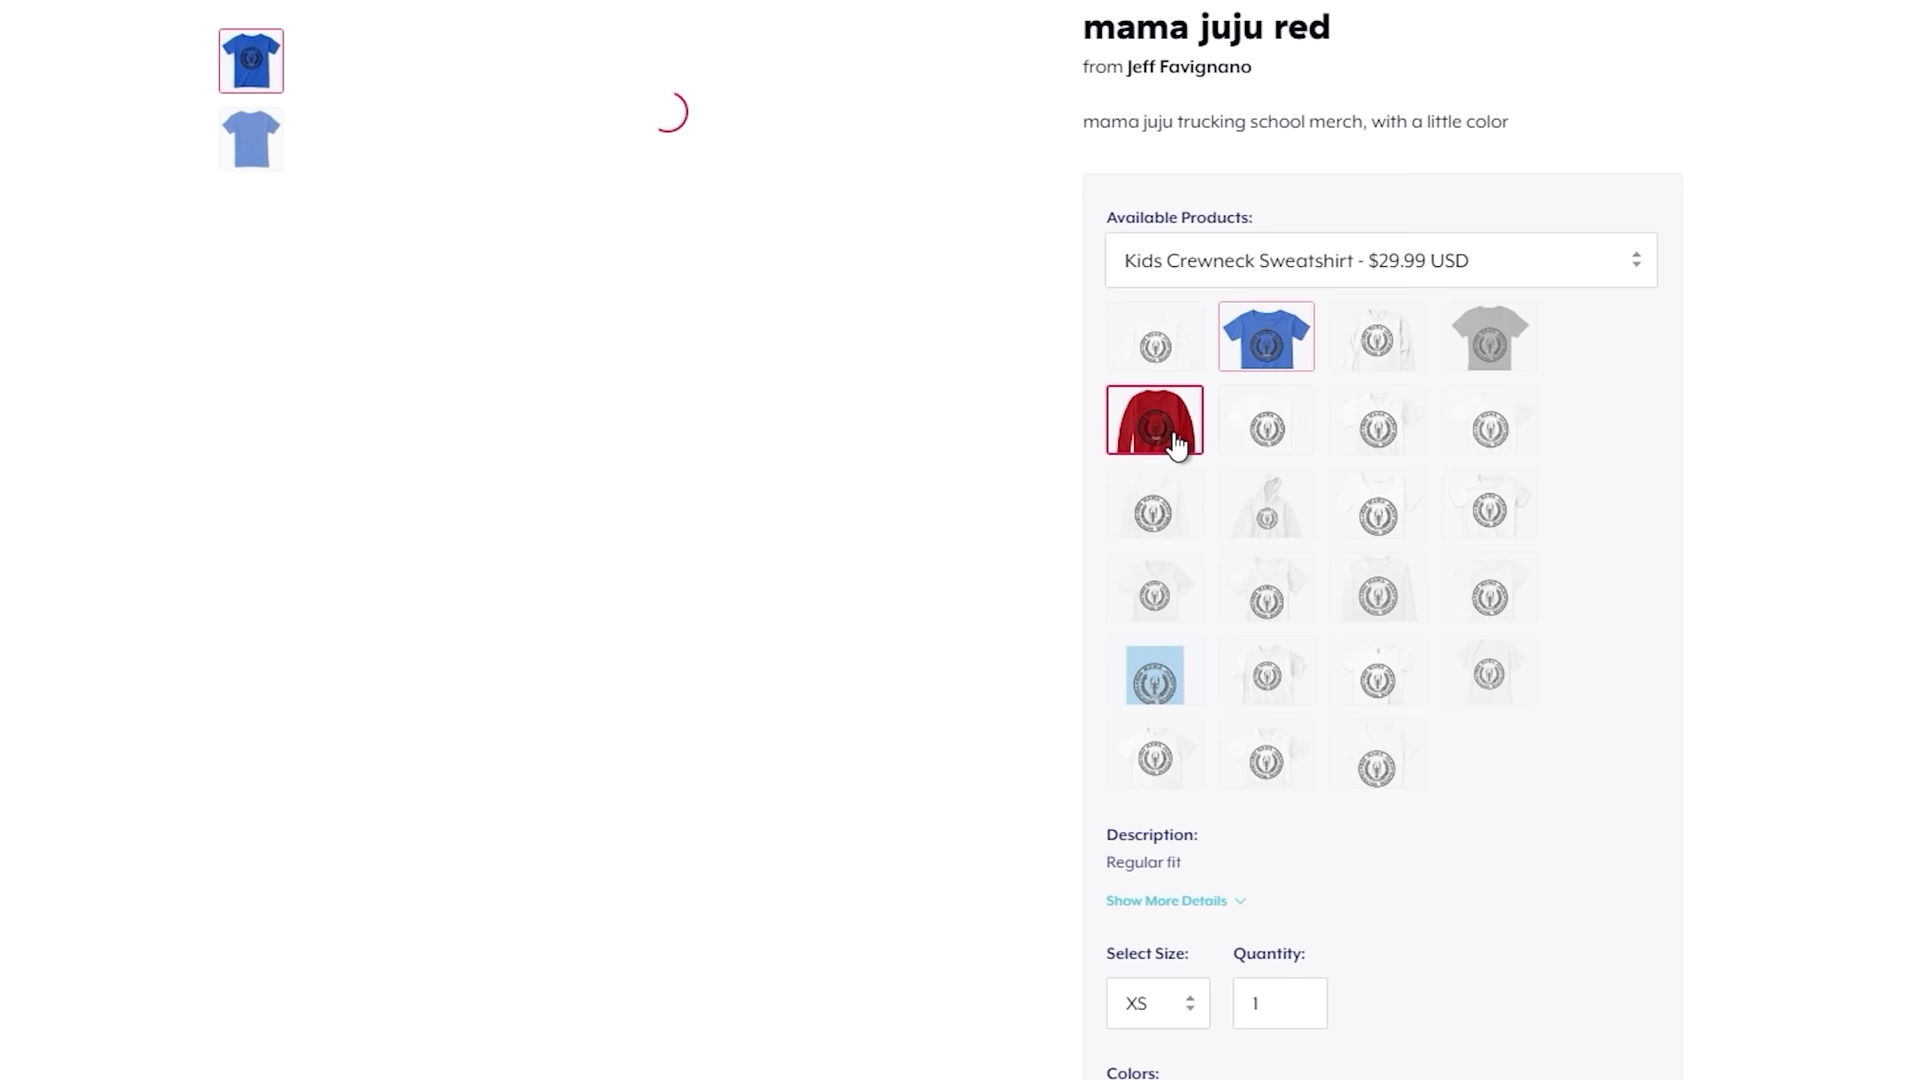 mama juju red
from Jeff Favignano
mama juju trucking school merch, with a little color
Available Products:
Kids Crewneck Sweatshirt - $29.99 USD
Description:
Regular fit
Show More Details
Select Size:
Quantity:
XS
1
Colors: